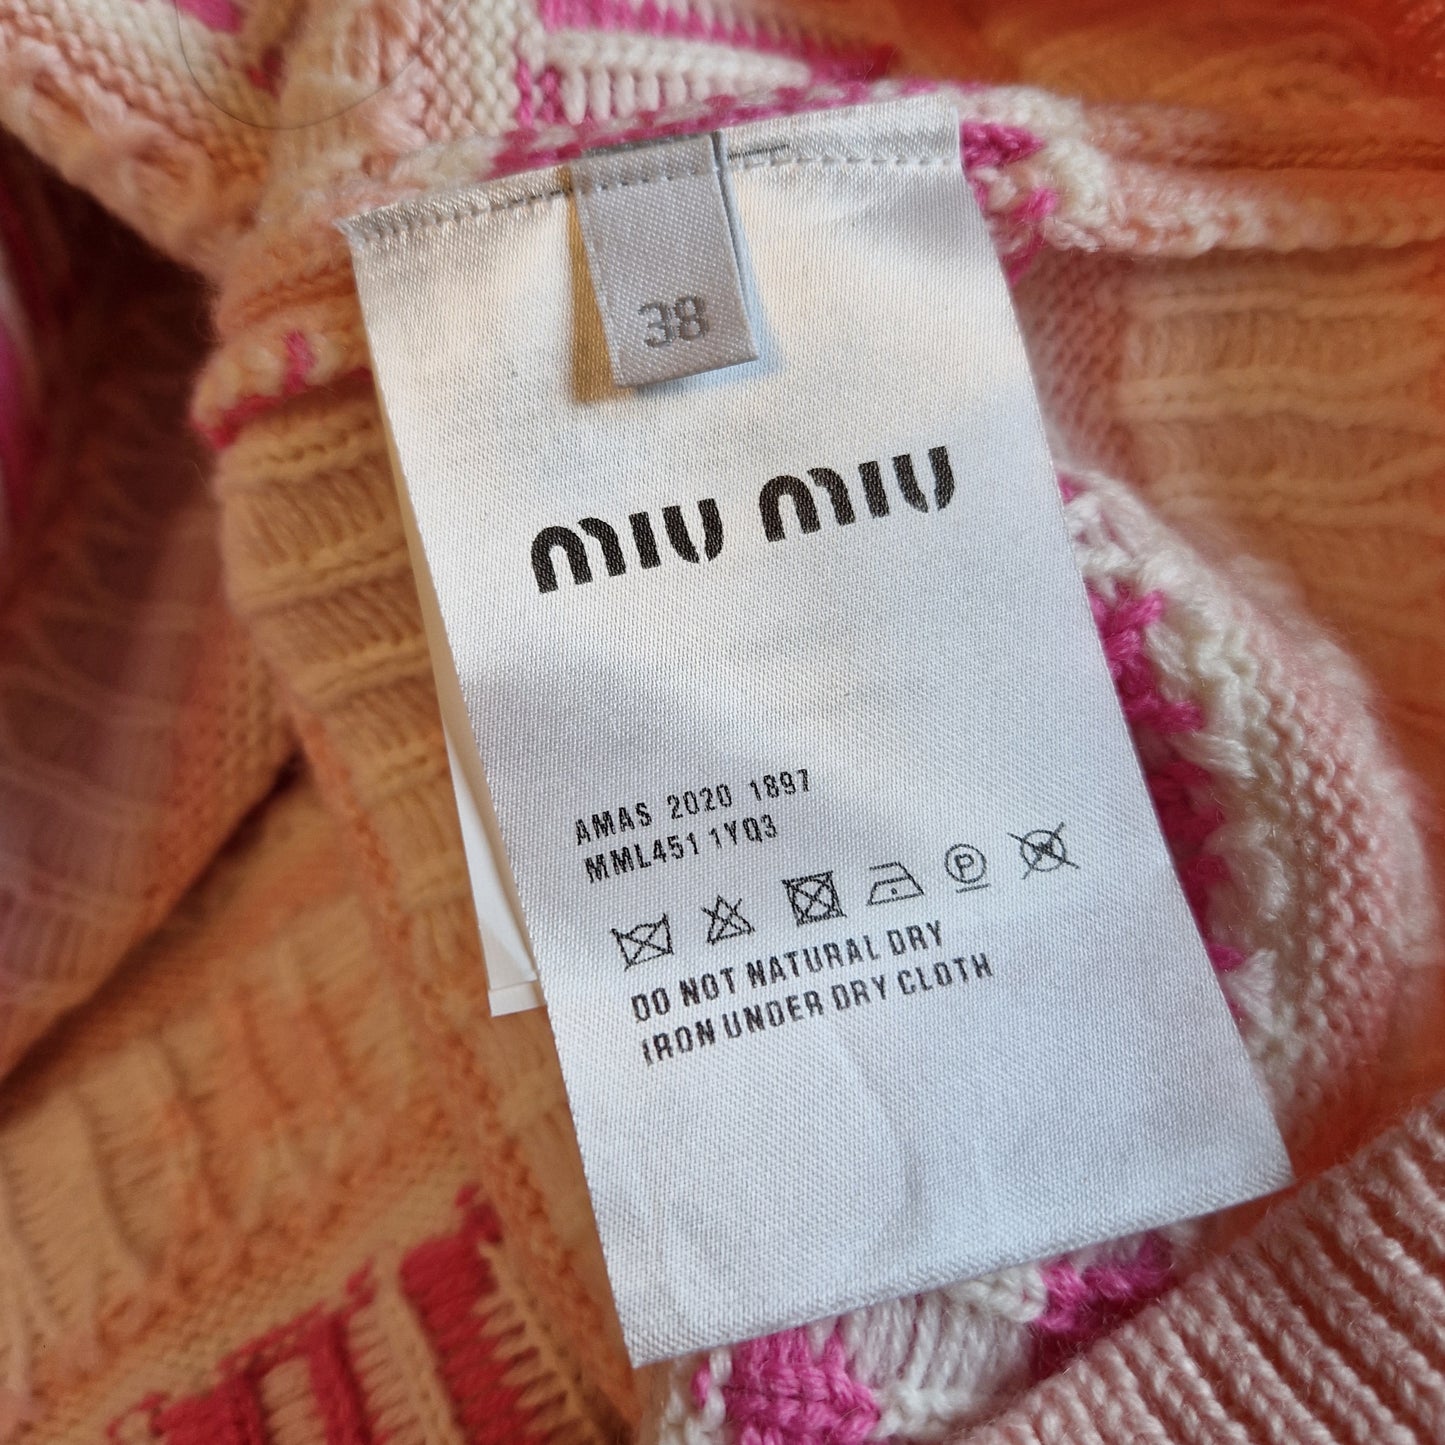 38
miu miu
AMAS 2020 1897
MML451 1YQ3
P
DO NOT NATURAL DRY
IRON UNDER DRY CLOTH